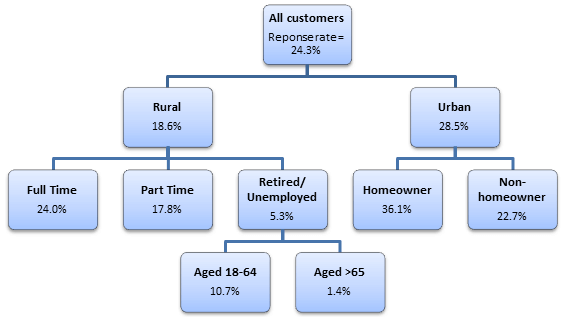 All customers
Reponserate=
24.3%
Rural
18.6%
Urban
28.5%
Full Time
24.0%
Part Time
17.8%
Retired/
Unemployed
5.3%
Homeowner
36.1%
Non-
homeowner
22.7%
Aged 18-64
10.7%
Aged >65
1.4%